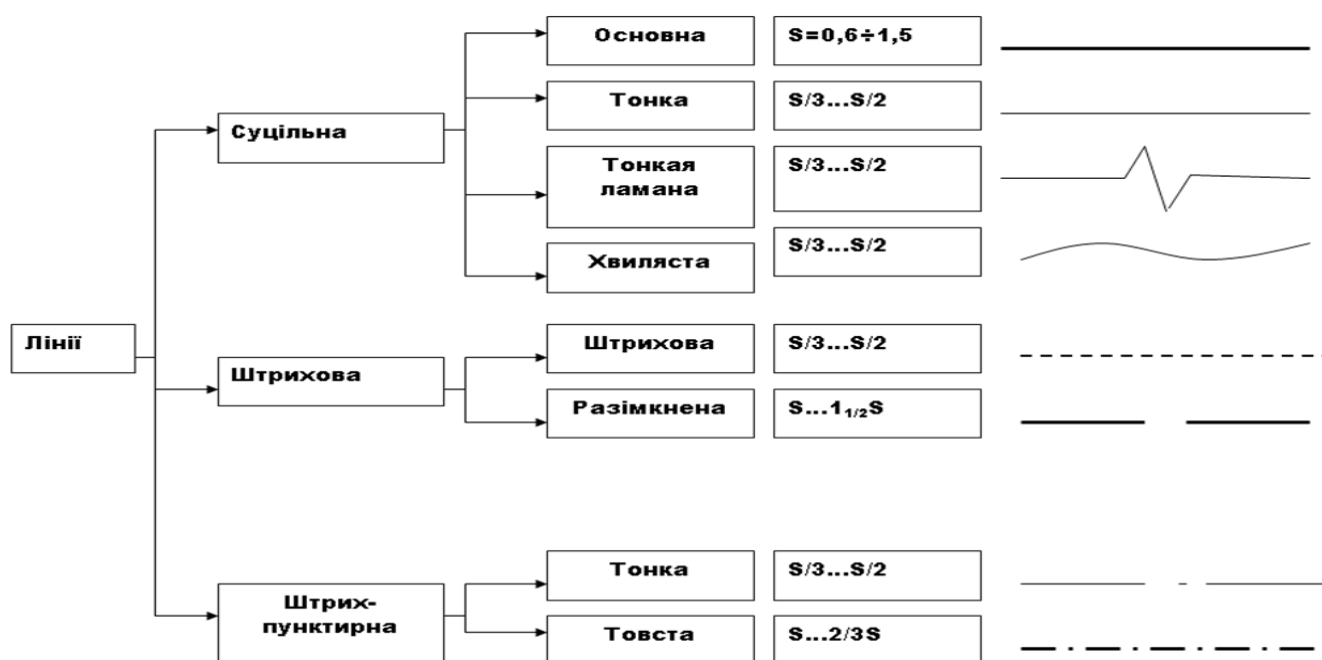 Основна S=0,6÷1,5
Тонка S/3...S/2
Суцільна
Тонкая S/3...S/2
ламана
Хвиляста S/3...S/2
Лінії
Штрихова S/3...S/2
Штрихова
Разімкнена S...1₁/₂S
Тонка S/3...S/2
Штрих-
пунктирна
Товста S...2/3S